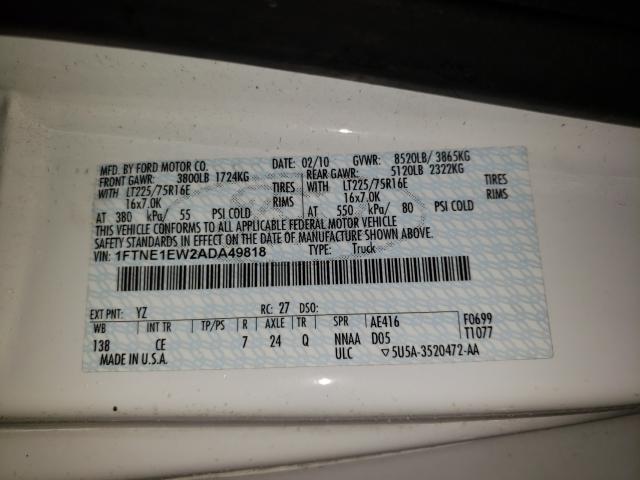 MFD. BY FORD MOTOR CO. DATE: 02/10 GVWR: 8520LB/ 3865KG
FRONT GAWR: 3800LB 1724KG REAR GAWR: 5120LB 2322KG
WITH LT225/75R16E TIRES WITH LT225/75R16E TIRES
16x7.0K RIMS 16x7.0K RIMS
AT 380 kPa/ 55 PSI COLD AT 550 kPa/ 80 PSI COLD
THIS VEHICLE CONFORMS TO ALL APPLICABLE FEDERAL MOTOR VEHICLE
SAFETY STANDARDS IN EFFECT ON THE DATE OF MANUFACTURE SHOWN ABOVE
VIN: 1FTNE1EW2ADA49818 TYPE: Truck
EXT PNT: YZ RC: 27 DSO:
WB INT TR TP/PS R AXLE TR SPR AE416 F0699
138 CE 7 24 Q NNAA D05 T1077
MADE IN U.S.A. ULC ▽5U5A-3520472-AA